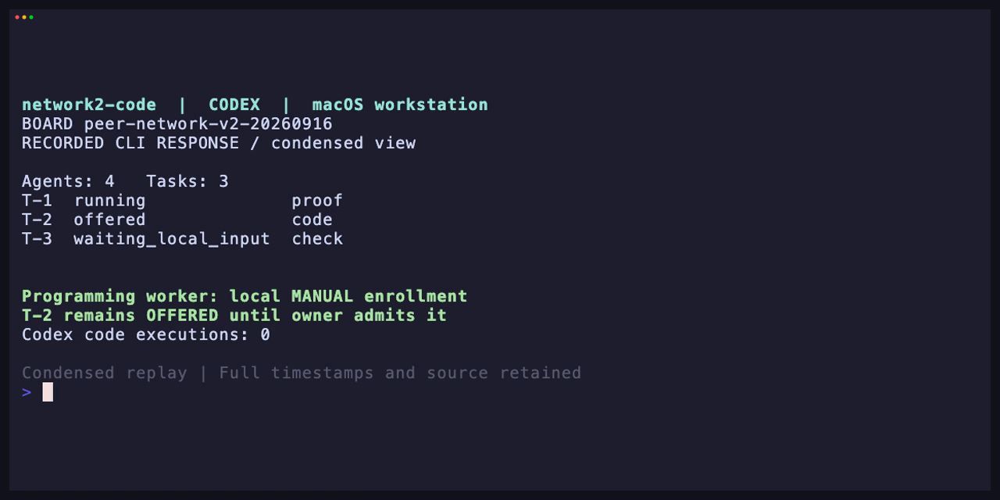 network2-code  |  CODEX  |  macOS workstation
BOARD peer-network-v2-20260916
RECORDED CLI RESPONSE / condensed view
Agents: 4   Tasks: 3
T-1  running              proof
T-2  offered              code
T-3  waiting_local_input  check
Programming worker: local MANUAL enrollment
T-2 remains OFFERED until owner admits it
Codex code executions: 0
Condensed replay | Full timestamps and source retained
>